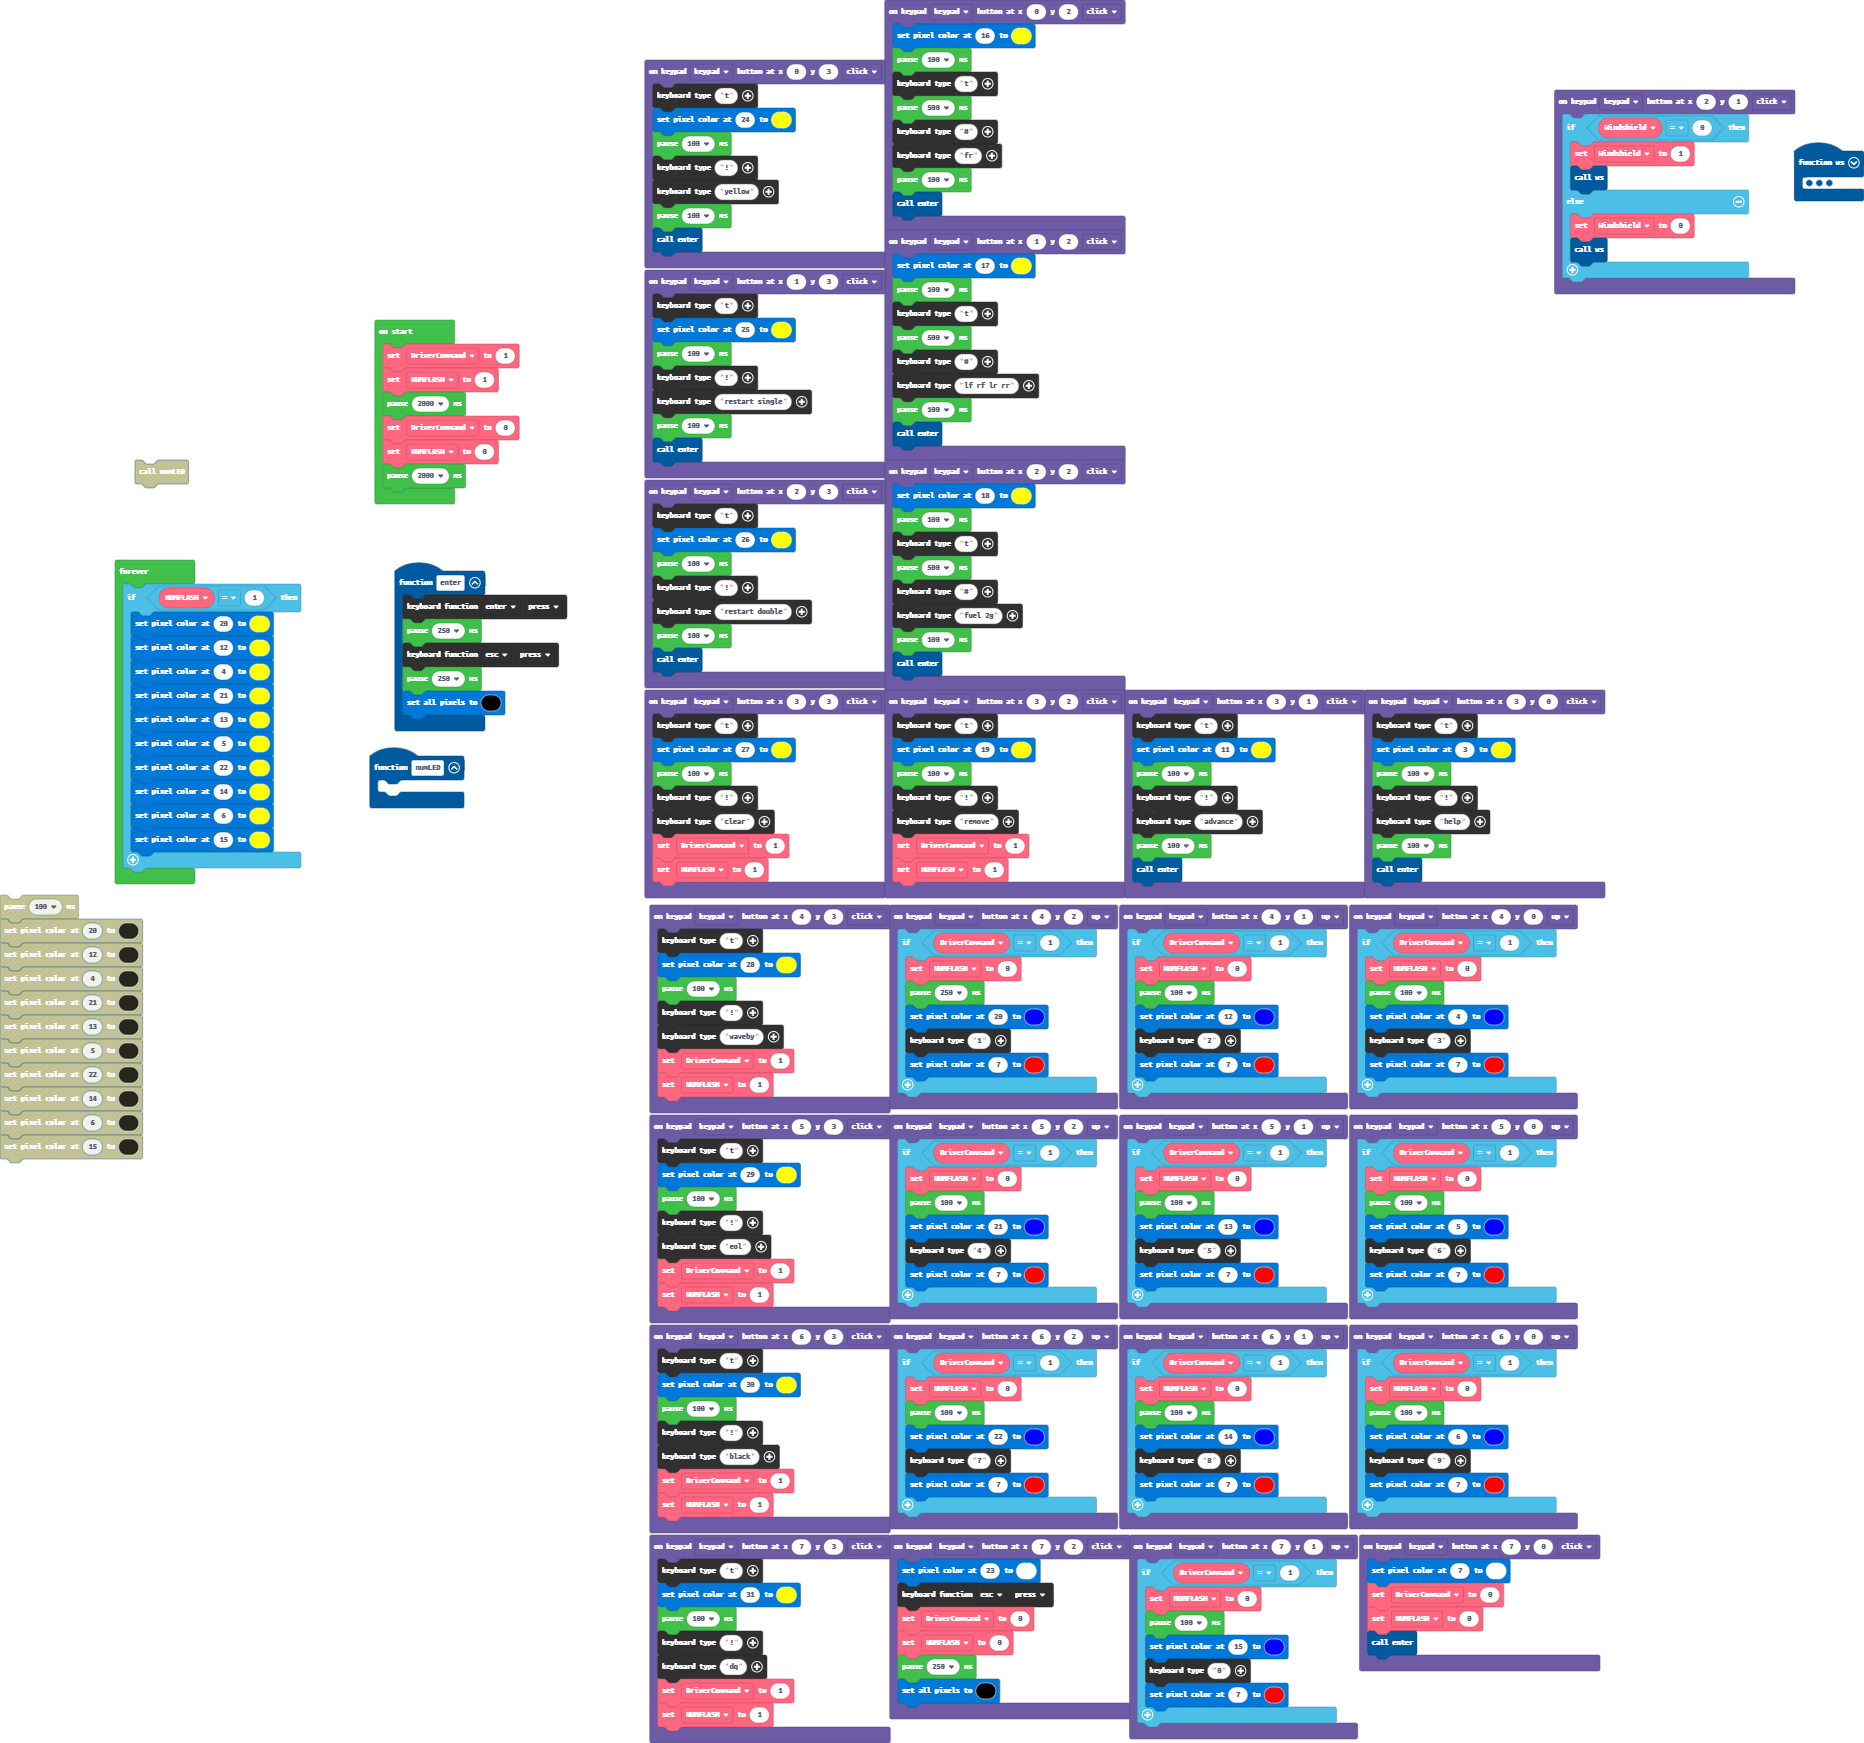 on keypad keypad button at x 0 y 2 click
set pixel color at 16 to
pause 100 ms
keyboard type "t"
pause 500 ms
keyboard type "#"
keyboard type "fr"
pause 100 ms
call enter
on keypad keypad button at x 0 y 3 click
keyboard type "t"
set pixel color at 24 to
pause 100 ms
keyboard type "!"
keyboard type "yellow"
pause 100 ms
call enter
on keypad keypad button at x 2 y 1 click
if Windshield = 0 then
set Windshield to 1
call ws
else
set Windshield to 0
call ws
function ws
on keypad keypad button at x 1 y 2 click
set pixel color at 17 to
pause 100 ms
keyboard type "t"
pause 500 ms
keyboard type "#"
keyboard type "lf rf lr rr"
pause 100 ms
call enter
on keypad keypad button at x 1 y 3 click
keyboard type "t"
set pixel color at 25 to
pause 100 ms
keyboard type "!"
keyboard type "restart single"
pause 100 ms
call enter
on start
set DriverCommand to 1
set NUMFLASH to 1
pause 2000 ms
set DriverCommand to 0
set NUMFLASH to 0
pause 2000 ms
call numLED
on keypad keypad button at x 2 y 2 click
set pixel color at 18 to
pause 100 ms
keyboard type "t"
pause 500 ms
keyboard type "#"
keyboard type "fuel 2g"
pause 100 ms
call enter
on keypad keypad button at x 2 y 3 click
keyboard type "t"
set pixel color at 26 to
pause 100 ms
keyboard type "!"
keyboard type "restart double"
pause 100 ms
call enter
forever
if NUMFLASH = 1 then
set pixel color at 20 to
set pixel color at 12 to
set pixel color at 4 to
set pixel color at 21 to
set pixel color at 13 to
set pixel color at 5 to
set pixel color at 22 to
set pixel color at 14 to
set pixel color at 6 to
set pixel color at 15 to
function enter
keyboard function enter press
pause 250 ms
keyboard function esc press
pause 250 ms
set all pixels to
function numLED
pause 100 ms
set pixel color at 20 to
set pixel color at 12 to
set pixel color at 4 to
set pixel color at 21 to
set pixel color at 13 to
set pixel color at 5 to
set pixel color at 22 to
set pixel color at 14 to
set pixel color at 6 to
set pixel color at 15 to
on keypad keypad button at x 3 y 3 click
keyboard type "t"
set pixel color at 27 to
pause 100 ms
keyboard type "!"
keyboard type "clear"
set DriverCommand to 1
set NUMFLASH to 1
on keypad keypad button at x 3 y 2 click
keyboard type "t"
set pixel color at 19 to
pause 100 ms
keyboard type "!"
keyboard type "remove"
set DriverCommand to 1
set NUMFLASH to 1
on keypad keypad button at x 3 y 1 click
keyboard type "t"
set pixel color at 11 to
pause 100 ms
keyboard type "!"
keyboard type "advance"
pause 100 ms
call enter
on keypad keypad button at x 3 y 0 click
keyboard type "t"
set pixel color at 3 to
pause 100 ms
keyboard type "!"
keyboard type "help"
pause 100 ms
call enter
on keypad keypad button at x 4 y 3 click
keyboard type "t"
set pixel color at 28 to
pause 100 ms
keyboard type "!"
keyboard type "waveby"
set DriverCommand to 1
set NUMFLASH to 1
on keypad keypad button at x 4 y 2 up
if DriverCommand = 1 then
set NUMFLASH to 0
pause 250 ms
set pixel color at 20 to
keyboard type "1"
set pixel color at 7 to
on keypad keypad button at x 4 y 1 up
if DriverCommand = 1 then
set NUMFLASH to 0
pause 100 ms
set pixel color at 12 to
keyboard type "2"
set pixel color at 7 to
on keypad keypad button at x 4 y 0 up
if DriverCommand = 1 then
set NUMFLASH to 0
pause 100 ms
set pixel color at 4 to
keyboard type "3"
set pixel color at 7 to
on keypad keypad button at x 5 y 3 click
keyboard type "t"
set pixel color at 29 to
pause 100 ms
keyboard type "!"
keyboard type "eol"
set DriverCommand to 1
set NUMFLASH to 1
on keypad keypad button at x 5 y 2 up
if DriverCommand = 1 then
set NUMFLASH to 0
pause 100 ms
set pixel color at 21 to
keyboard type "4"
set pixel color at 7 to
on keypad keypad button at x 5 y 1 up
if DriverCommand = 1 then
set NUMFLASH to 0
pause 100 ms
set pixel color at 13 to
keyboard type "5"
set pixel color at 7 to
on keypad keypad button at x 5 y 0 up
if DriverCommand = 1 then
set NUMFLASH to 0
pause 100 ms
set pixel color at 5 to
keyboard type "6"
set pixel color at 7 to
on keypad keypad button at x 6 y 3 click
keyboard type "t"
set pixel color at 30 to
pause 100 ms
keyboard type "!"
keyboard type "black"
set DriverCommand to 1
set NUMFLASH to 1
on keypad keypad button at x 6 y 2 up
if DriverCommand = 1 then
set NUMFLASH to 0
pause 100 ms
set pixel color at 22 to
keyboard type "7"
set pixel color at 7 to
on keypad keypad button at x 6 y 1 up
if DriverCommand = 1 then
set NUMFLASH to 0
pause 100 ms
set pixel color at 14 to
keyboard type "8"
set pixel color at 7 to
on keypad keypad button at x 6 y 0 up
if DriverCommand = 1 then
set NUMFLASH to 0
pause 100 ms
set pixel color at 6 to
keyboard type "9"
set pixel color at 7 to
on keypad keypad button at x 7 y 3 click
keyboard type "t"
set pixel color at 31 to
pause 100 ms
keyboard type "!"
keyboard type "dq"
set DriverCommand to 1
set NUMFLASH to 1
on keypad keypad button at x 7 y 2 click
set pixel color at 23 to
keyboard function esc press
set DriverCommand to 0
set NUMFLASH to 0
pause 250 ms
set all pixels to
on keypad keypad button at x 7 y 1 up
if DriverCommand = 1 then
set NUMFLASH to 0
pause 100 ms
set pixel color at 15 to
keyboard type "0"
set pixel color at 7 to
on keypad keypad button at x 7 y 0 click
set pixel color at 7 to
set DriverCommand to 0
set NUMFLASH to 0
call enter